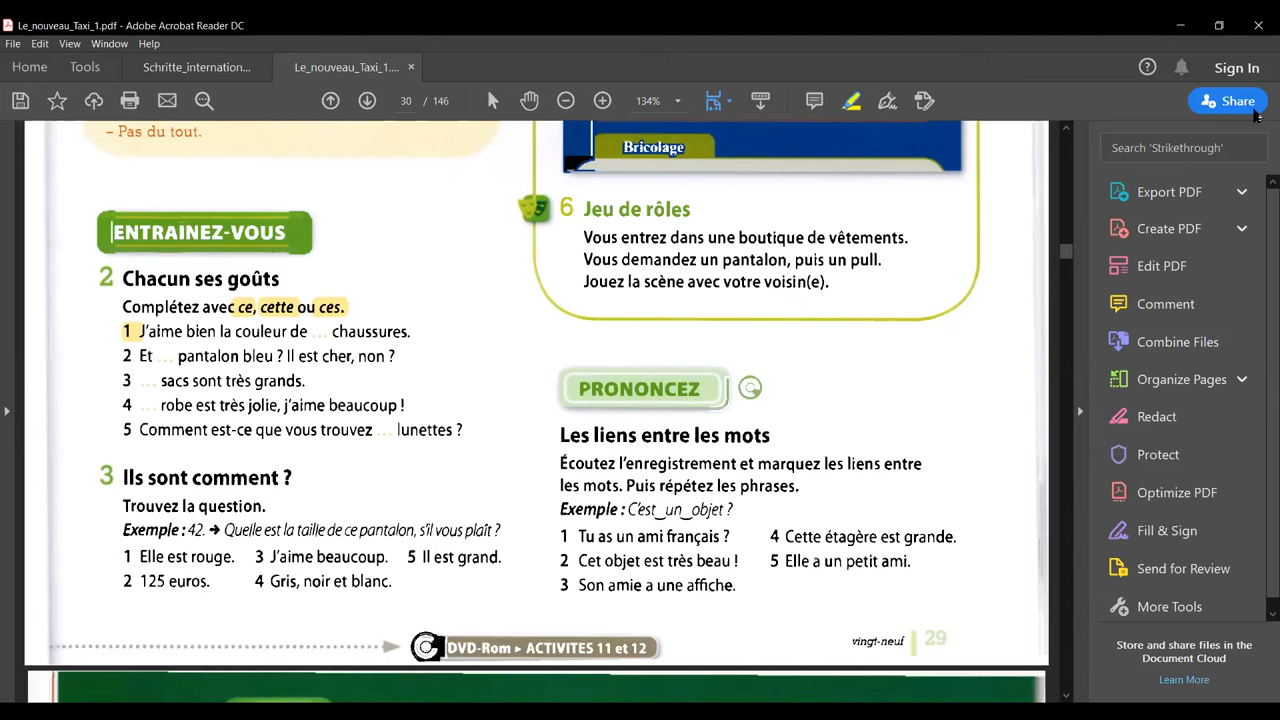 Le_nouveau_Taxi_1.pdf - Adobe Acrobat Reader DC
File Edit View Window Help
Home Tools Schritte_internation... Le_nouveau_Taxi_1.... ×
30 / 146 134% Share
Sign In
– Pas du tout.
ENTRAÎNEZ-VOUS
2 Chacun ses goûts
Complétez avec ce, cette ou ces.
1 J'aime bien la couleur de ... chaussures.
2 Et ... pantalon bleu ? Il est cher, non ?
3 ... sacs sont très grands.
4 ... robe est très jolie, j'aime beaucoup !
5 Comment est-ce que vous trouvez ... lunettes ?
3 Ils sont comment ?
Trouvez la question.
Exemple : 42. ➜ Quelle est la taille de ce pantalon, s'il vous plaît ?
1 Elle est rouge. 3 J'aime beaucoup. 5 Il est grand.
2 125 euros. 4 Gris, noir et blanc.
Bricolage
6 Jeu de rôles
Vous entrez dans une boutique de vêtements.
Vous demandez un pantalon, puis un pull.
Jouez la scène avec votre voisin(e).
PRONONCEZ
Les liens entre les mots
Écoutez l'enregistrement et marquez les liens entre
les mots. Puis répétez les phrases.
Exemple : C'est_un_objet ?
1 Tu as un ami français ? 4 Cette étagère est grande.
2 Cet objet est très beau ! 5 Elle a un petit ami.
3 Son amie a une affiche.
DVD-Rom ▸ ACTIVITES 11 et 12
vingt-neuf 29
Search 'Strikethrough'
Export PDF
Create PDF
Edit PDF
Comment
Combine Files
Organize Pages
Redact
Protect
Optimize PDF
Fill & Sign
Send for Review
More Tools
Store and share files in the
Document Cloud
Learn More